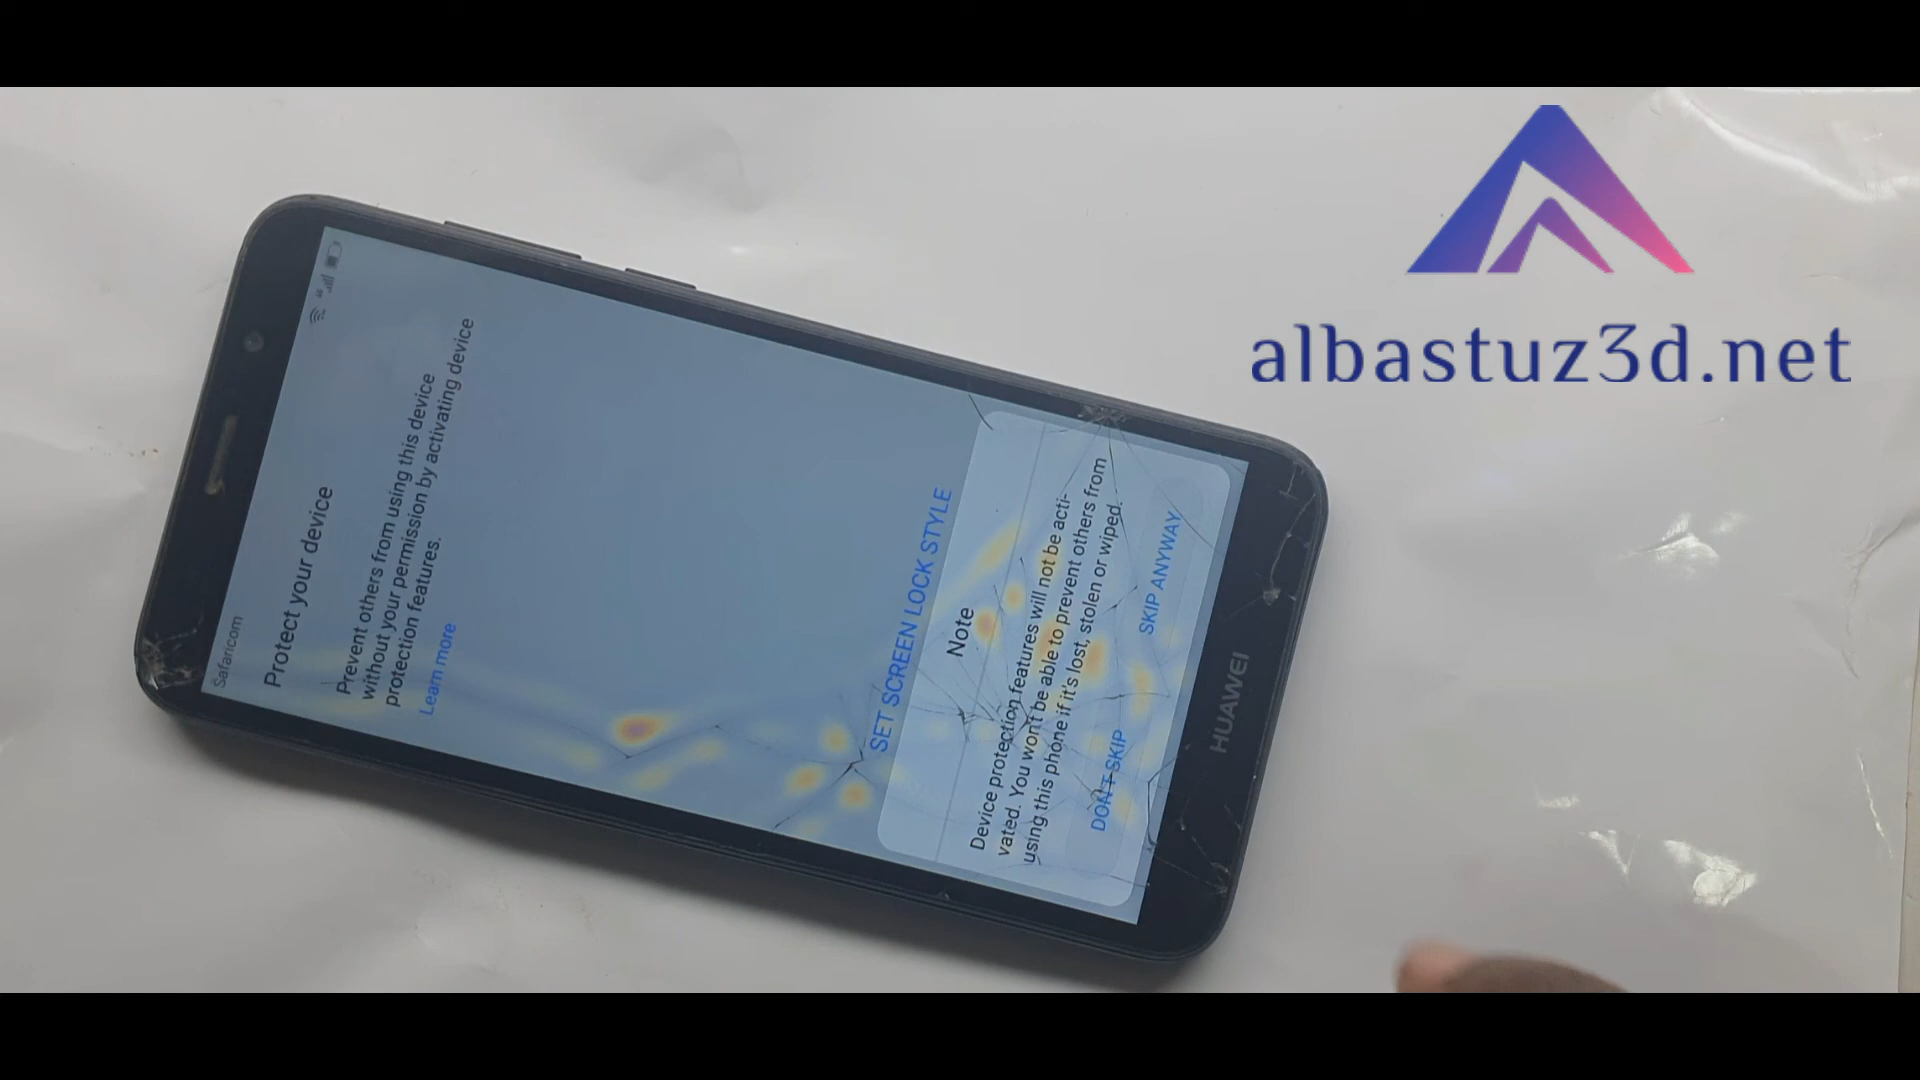 albastuz3d.net
Safaricom
Protect your device
Prevent others from using this device
without your permission by activating device
protection features.
Learn more
SET SCREEN LOCK STYLE
Note
Device protection features will not be acti-
vated. You won't be able to prevent others from
using this phone if it's lost, stolen or wiped.
DON'T SKIP
SKIP ANYWAY
HUAWEI